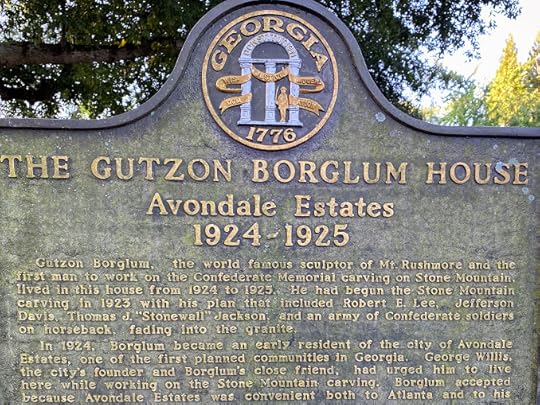 GEORGIA
1776
THE GUTZON BORGLUM HOUSE
Avondale Estates
1924-1925
Gutzon Borglum, the world famous sculptor of Mt. Rushmore and the
first man to work on the Confederate Memorial carving on Stone Mountain
lived in this house from 1924 to 1925. He had begun the Stone Mountain
carving in 1923 with his plan that included Robert E. Lee, Jefferson
Davis, Thomas J. "Stonewall" Jackson, and an army of Confederate soldiers
on horseback, fading into the granite.
In 1924, Borglum became an early resident of the city of Avondale
Estates, one of the first planned communities in Georgia. George Willis,
the city's founder and Borglum's close friend, had urged him to live
here while working on the Stone Mountain carving. Borglum accepted
because Avondale Estates was convenient both to Atlanta and to his